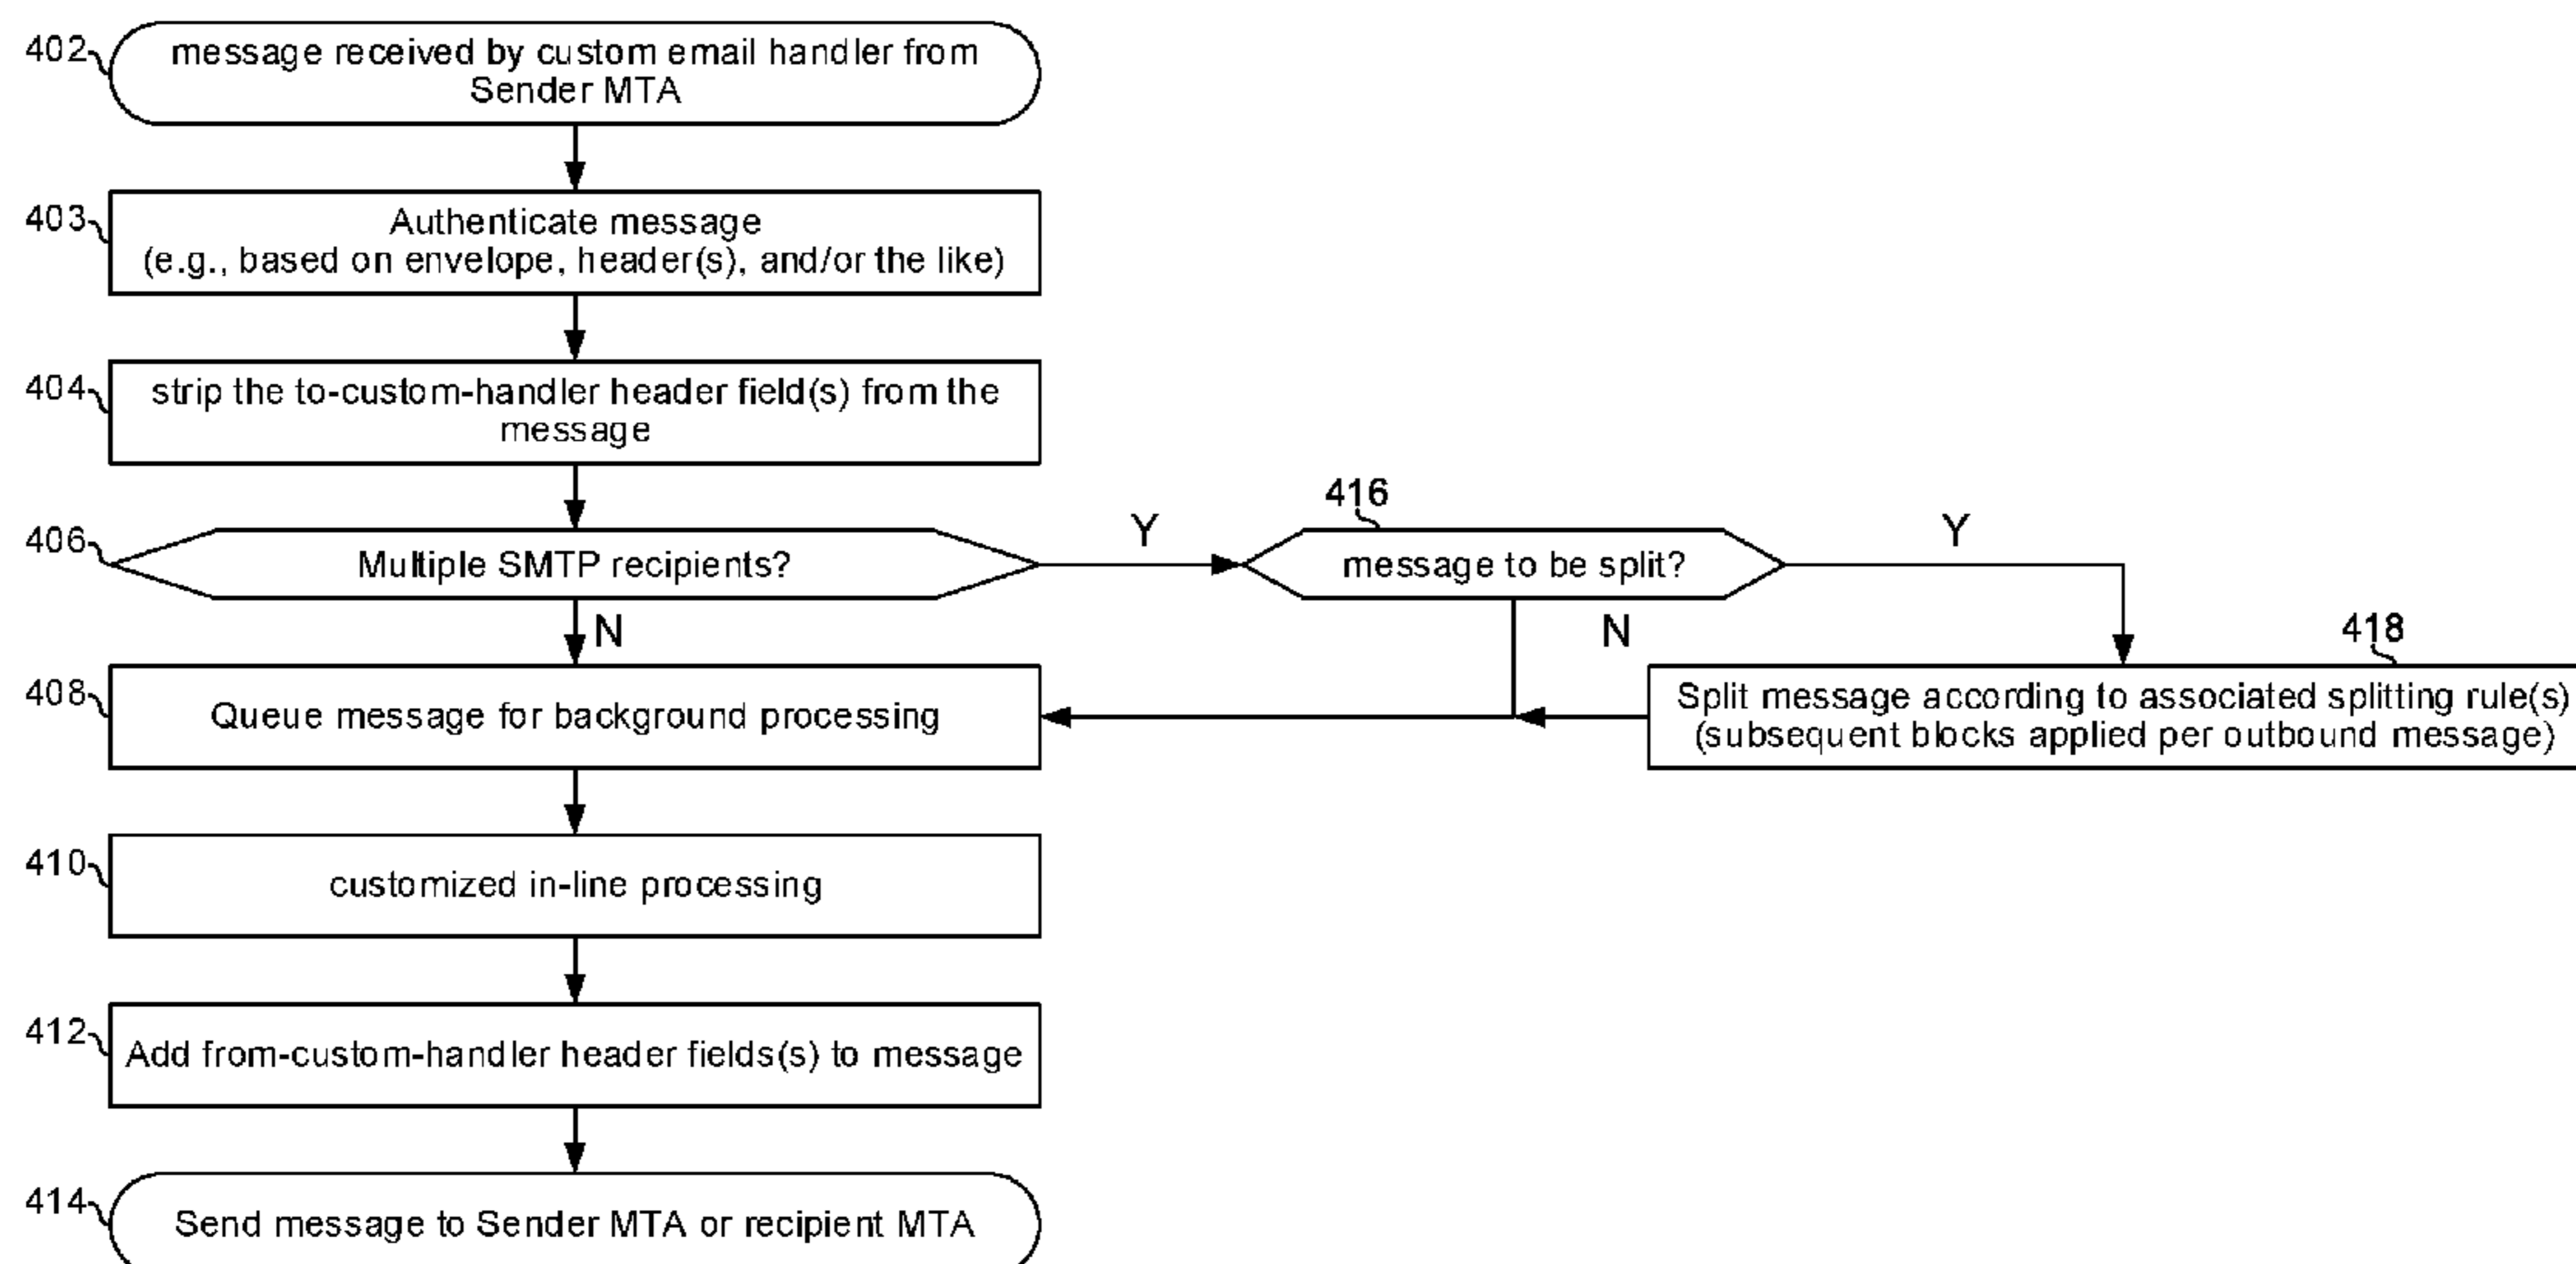 402
message received by custom email handler from
Sender MTA
403
Authenticate message
(e.g., based on envelope, header(s), and/or the like)
404
strip the to-custom-handler header field(s) from the
message
406
Multiple SMTP recipients?
Y
416
message to be split?
Y
N
N
418
Split message according to associated splitting rule(s)
(subsequent blocks applied per outbound message)
408
Queue message for background processing
410
customized in-line processing
412
Add from-custom-handler header fields(s) to message
414
Send message to Sender MTA or recipient MTA